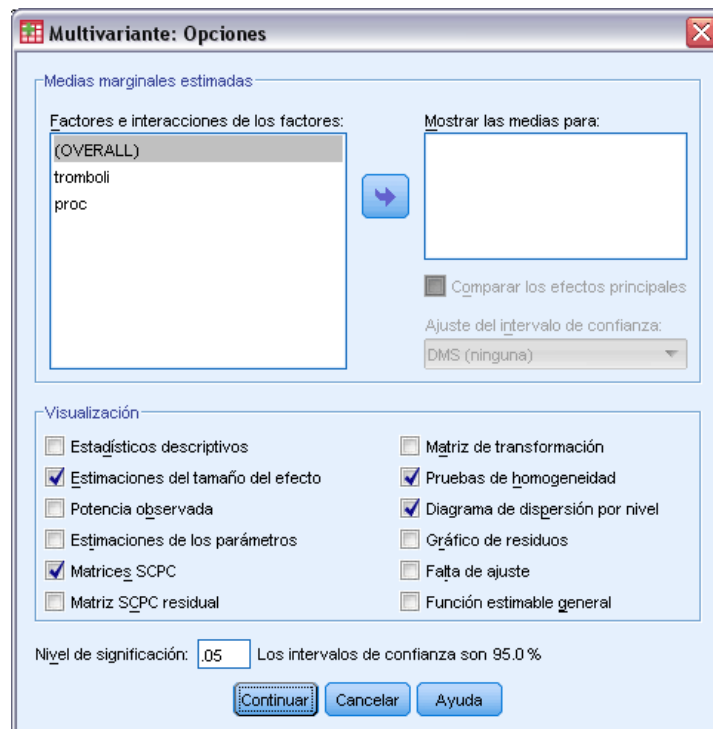 Multivariante: Opciones
Medias marginales estimadas
Factores e interacciones de los factores:
(OVERALL)
tromboli
proc
Mostrar las medias para:
Comparar los efectos principales
Ajuste del intervalo de confianza:
DMS (ninguna)
Visualización
Estadísticos descriptivos
Estimaciones del tamaño del efecto
Potencia observada
Estimaciones de los parámetros
Matrices SCPC
Matriz SCPC residual
Matriz de transformación
Pruebas de homogeneidad
Diagrama de dispersión por nivel
Gráfico de residuos
Falta de ajuste
Función estimable general
Nivel de significación: .05 Los intervalos de confianza son 95.0 %
Continuar Cancelar Ayuda